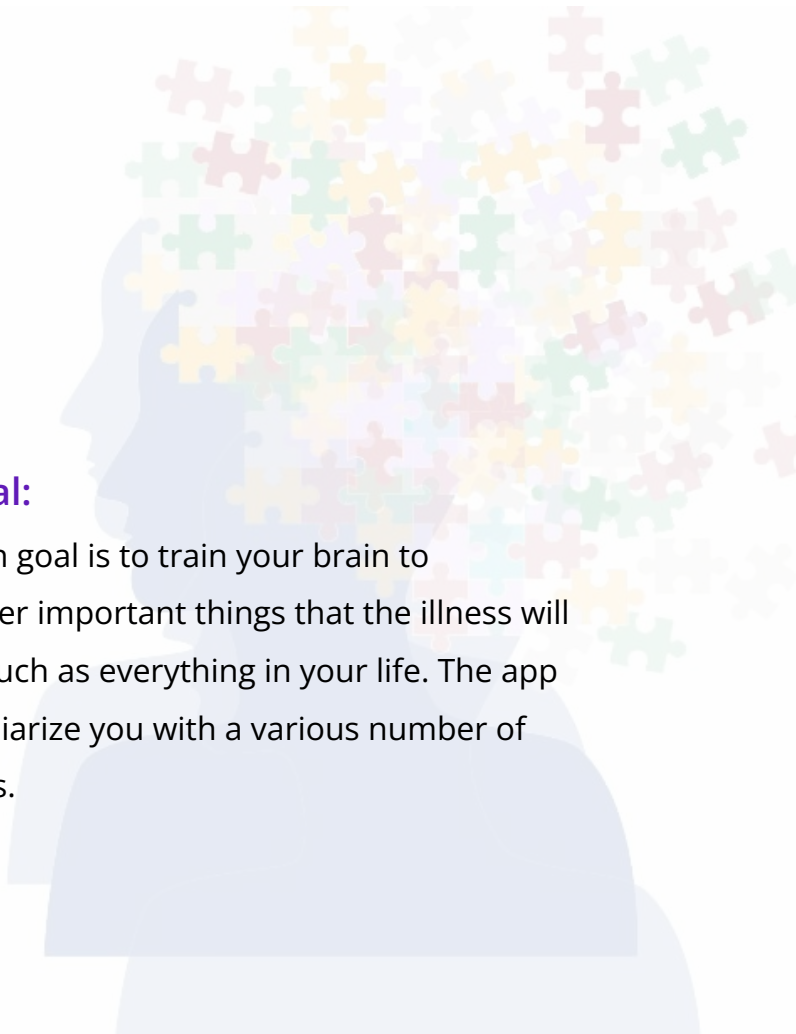 al:
n goal is to train your brain to
er important things that the illness will
uch as everything in your life. The app
iarize you with a various number of
s.